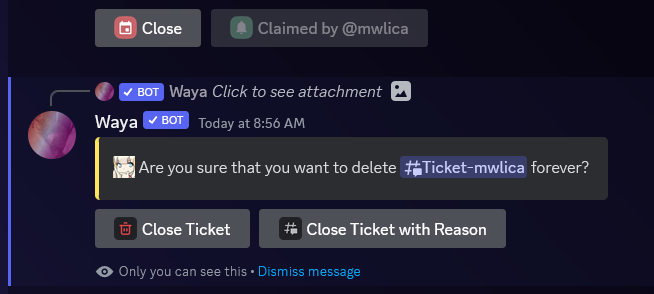 Close
Claimed by @mwlica
BOT Waya Click to see attachment
Waya BOT Today at 8:56 AM
Are you sure that you want to delete #Ticket-mwlica forever?
Close Ticket
Close Ticket with Reason
Only you can see this • Dismiss message